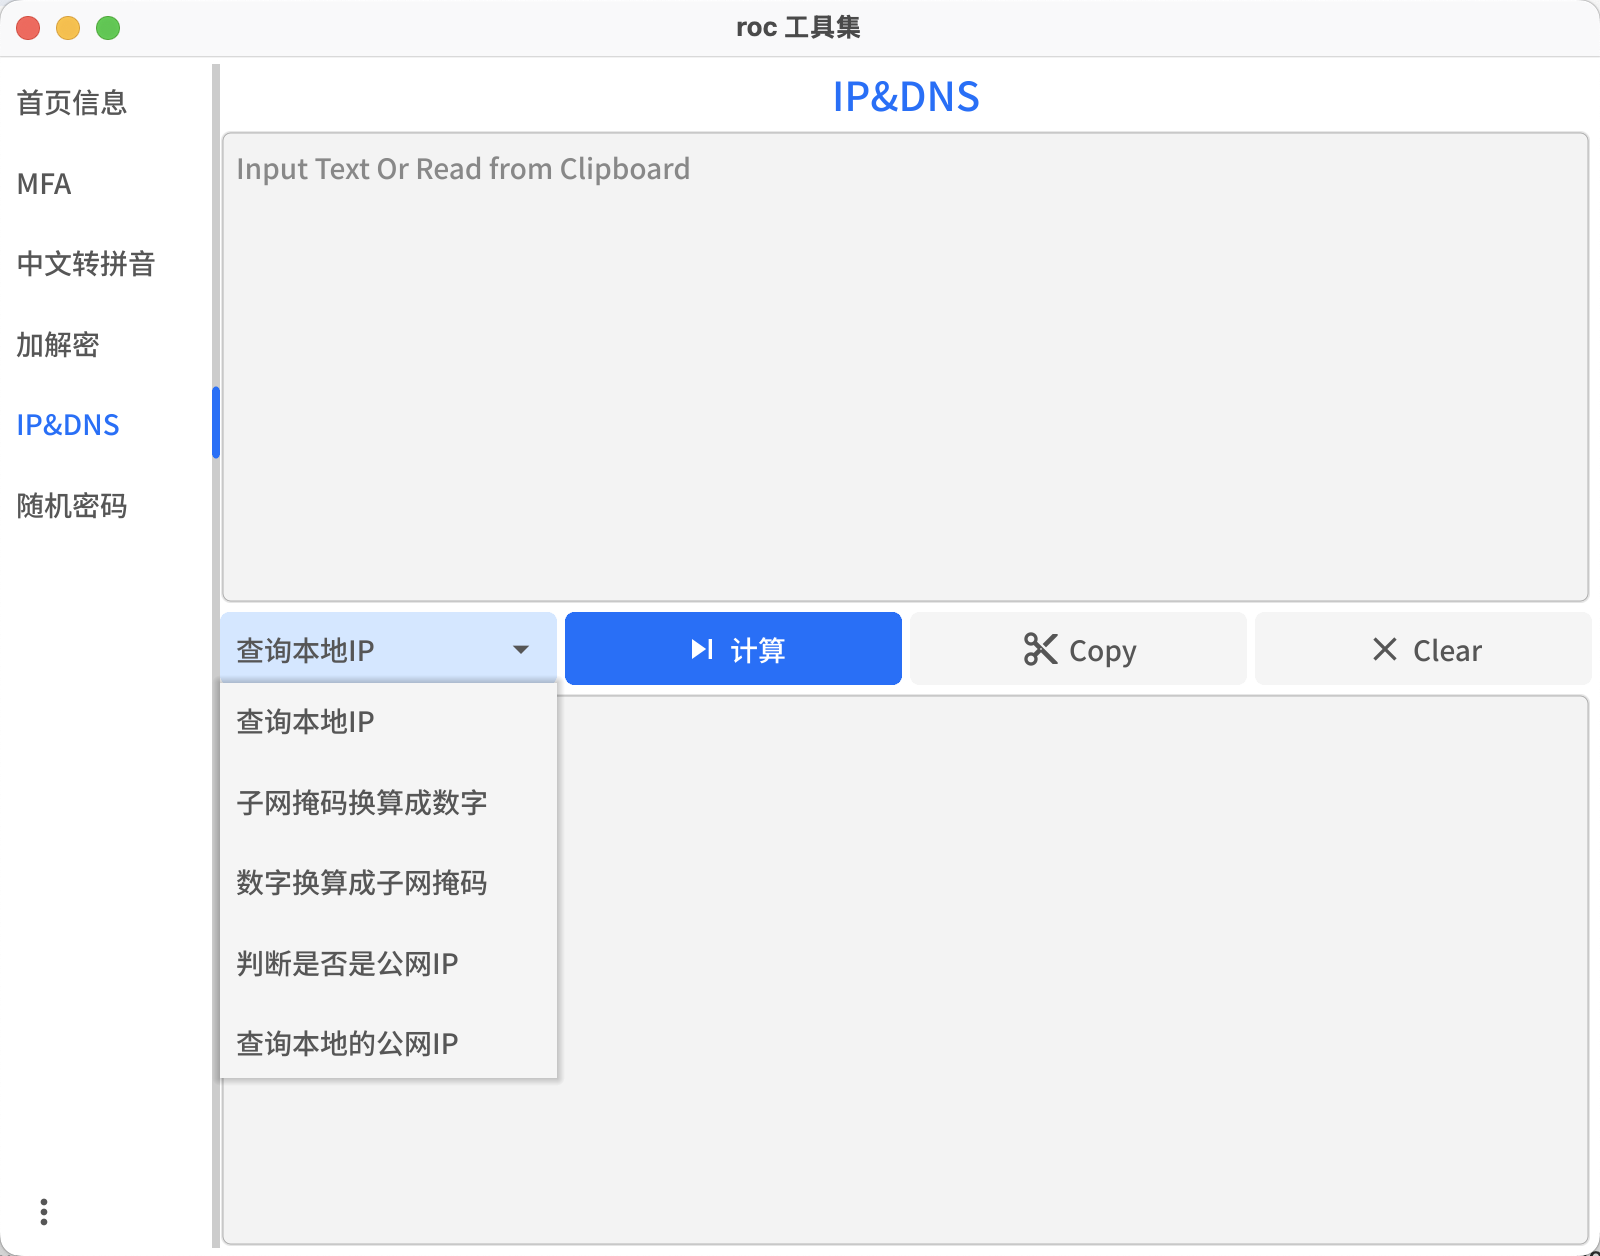 roc 工具集
首页信息
MFA
中文转拼音
加解密
IP&DNS
随机密码
IP&DNS
Input Text Or Read from Clipboard
查询本地IP
计算
Copy
Clear
查询本地IP
子网掩码换算成数字
数字换算成子网掩码
判断是否是公网IP
查询本地的公网IP